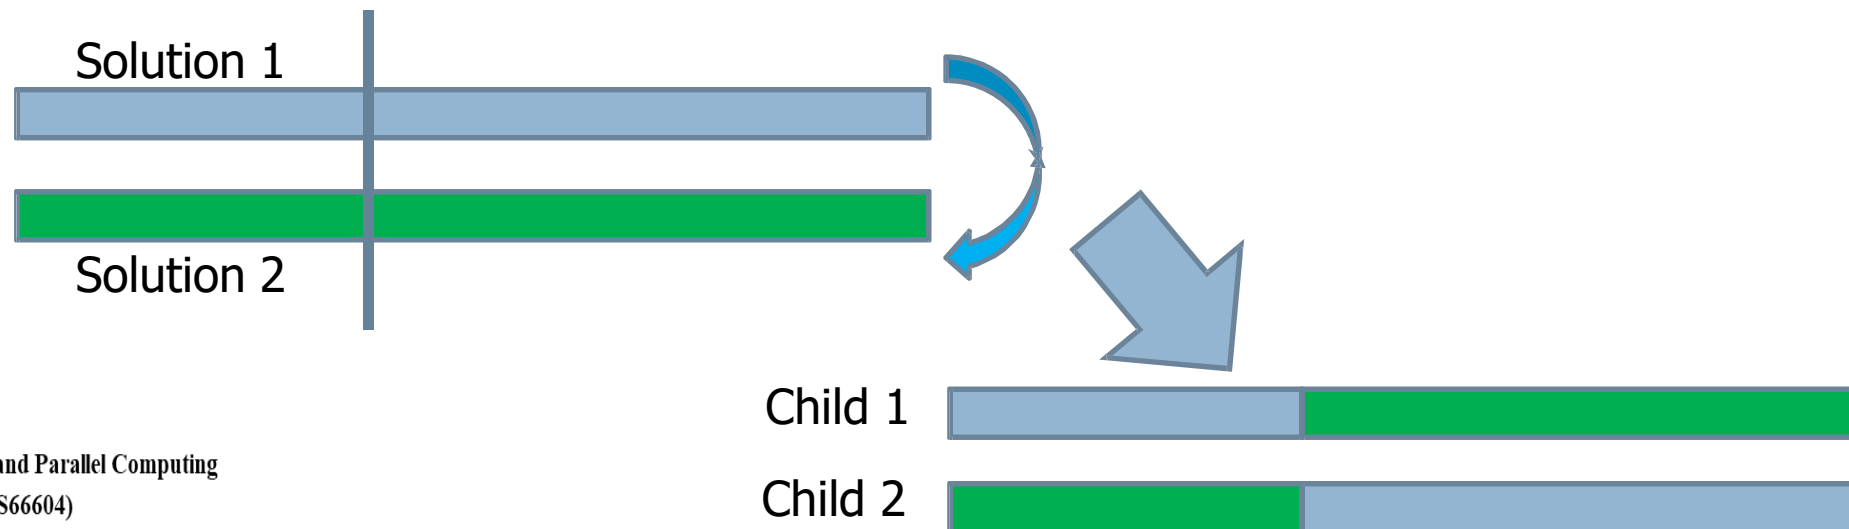 Solution 1
Solution 2
Child 1
and Parallel Computing
S66604)
Child 2